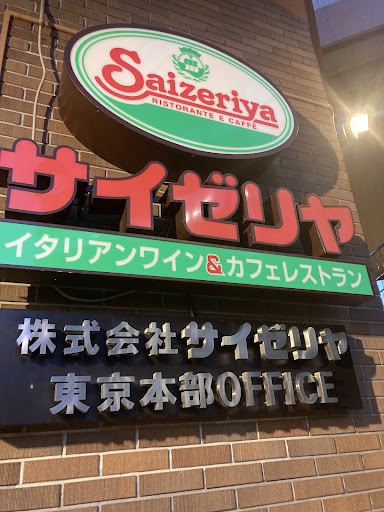 Saizeriya
RISTORANTE E CAFFÈ
サイゼリヤ
イタリアンワイン&カフェレストラン
株式会社サイゼリヤ
東京本部OFFICE